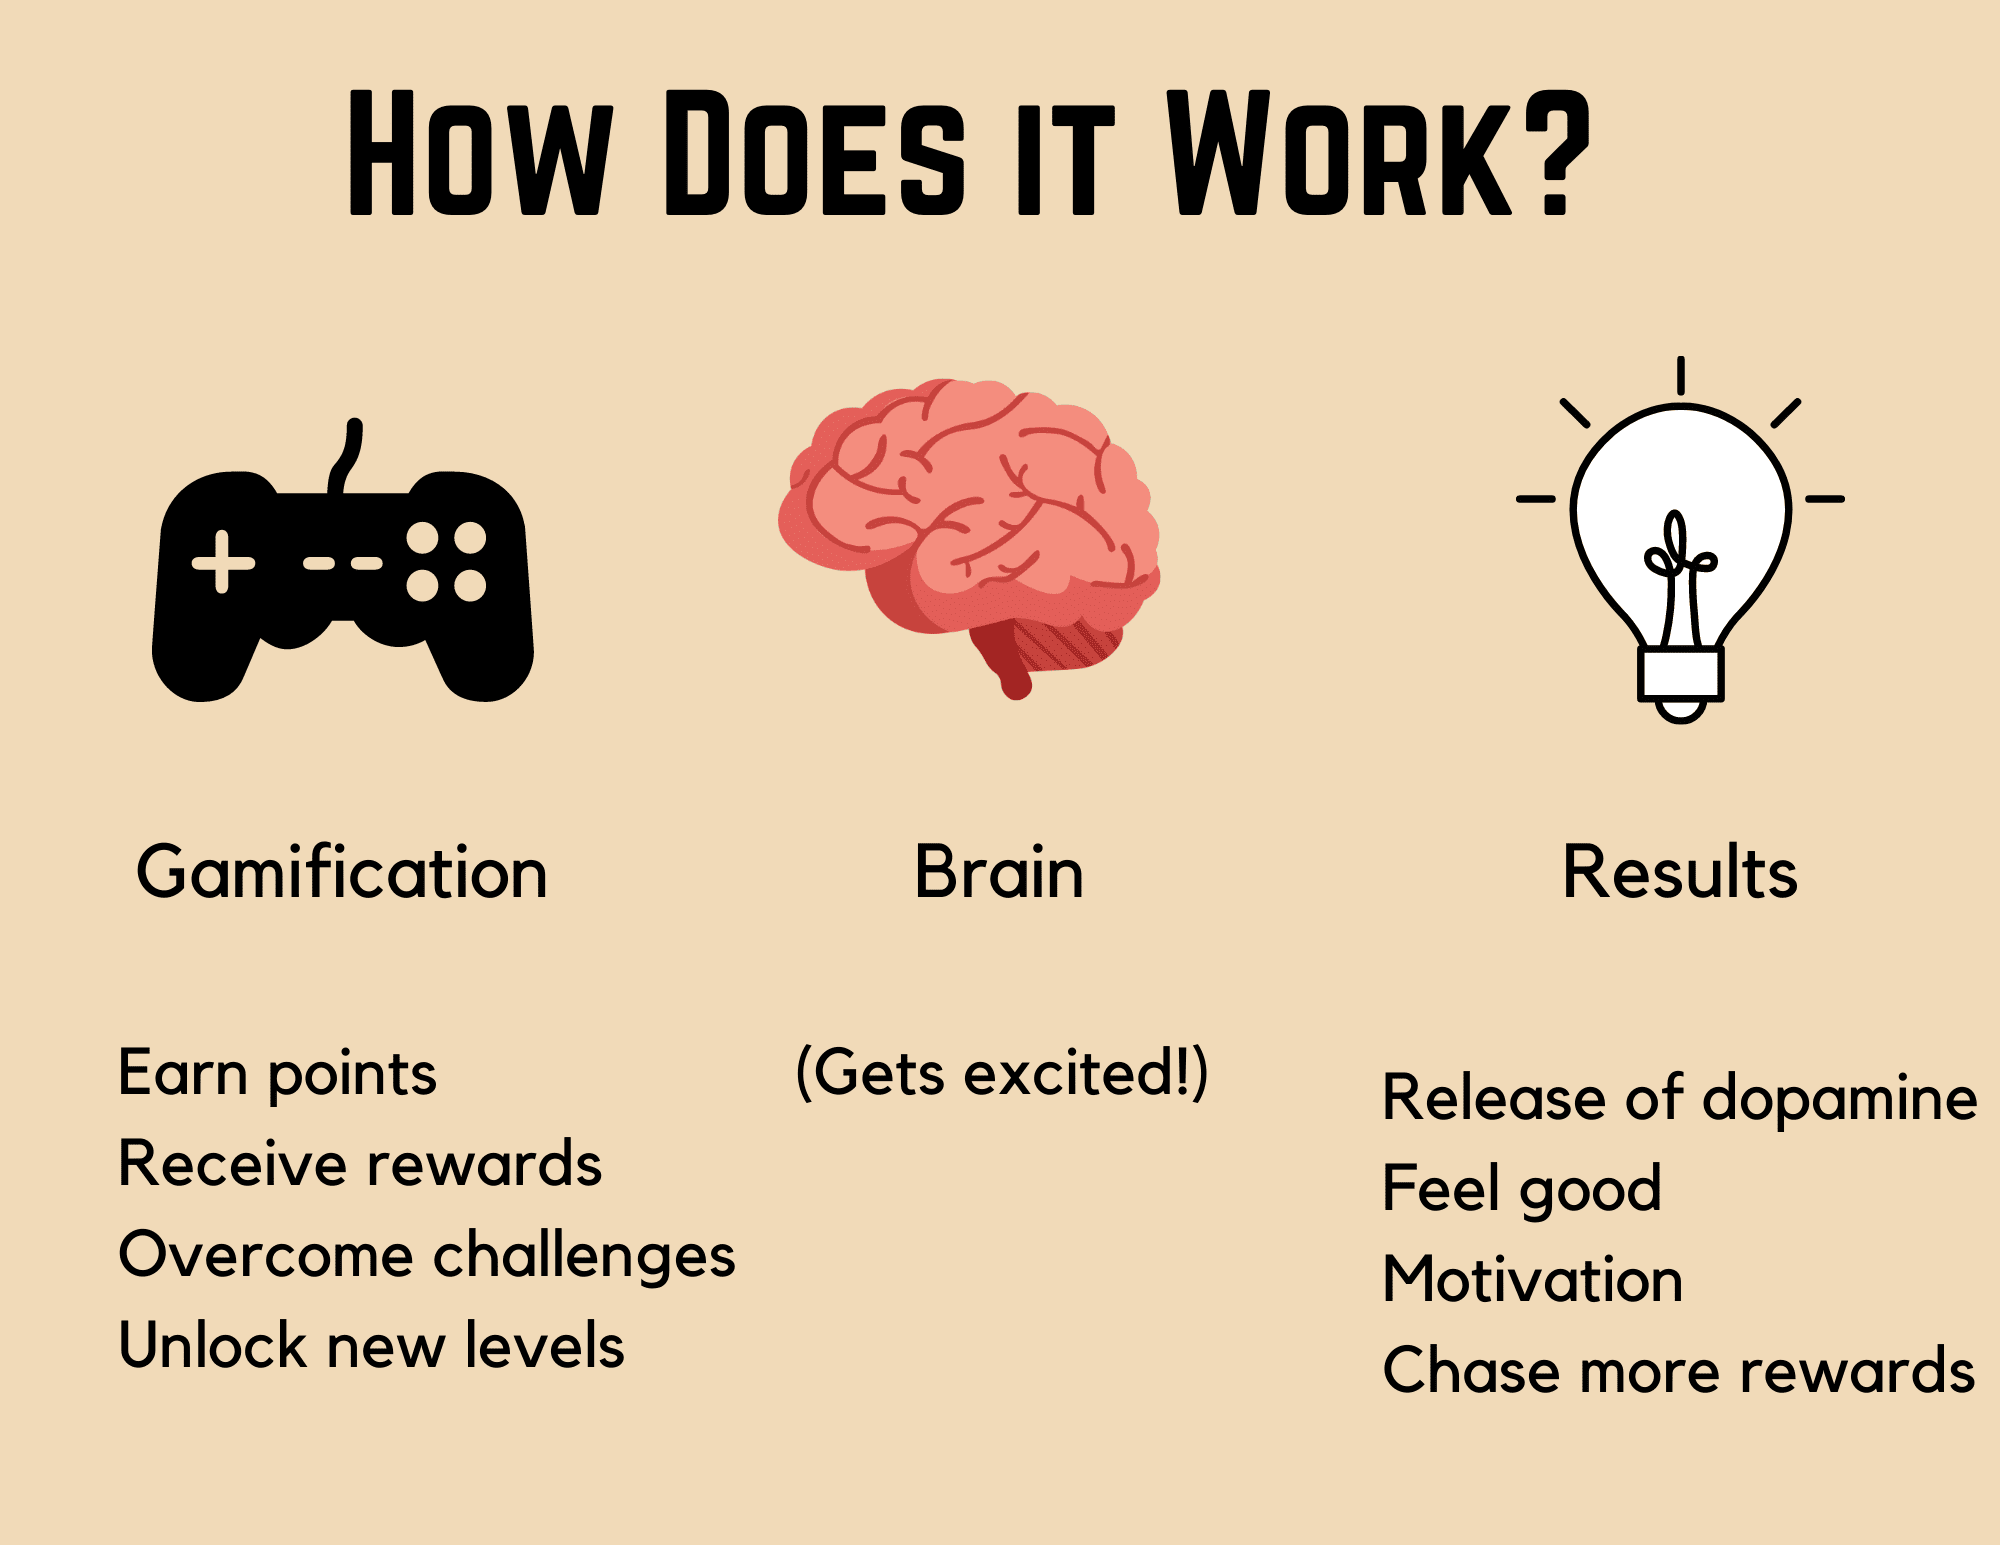 How Does it Work?
Gamification
Earn points
Receive rewards
Overcome challenges
Unlock new levels
Brain
(Gets excited!)
Results
Release of dopamine
Feel good
Motivation
Chase more rewards